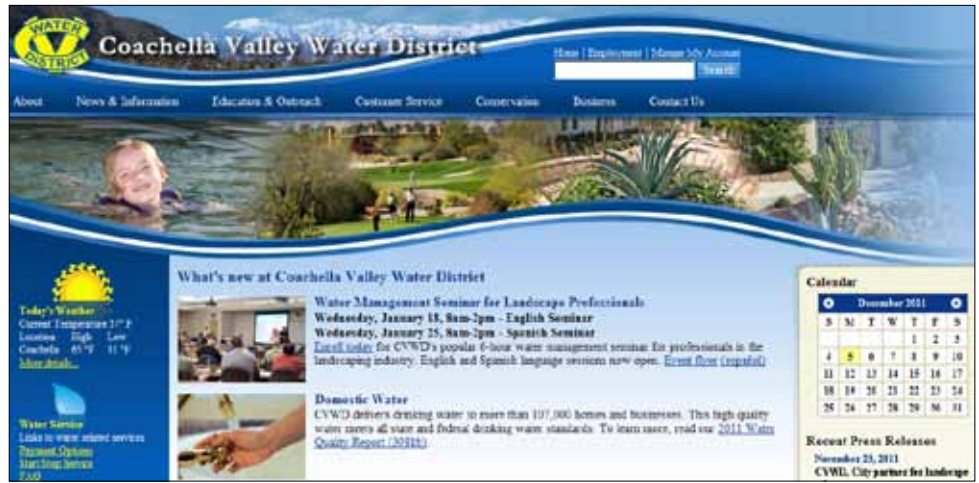 WATER
DISTRICT
Coachella Valley Water District
Home | Employment | Manage My Account
Search
About News & Information Education & Outreach Customer Service Conservation Business Contact Us
What's new at Coachella Valley Water District
Water Management Seminar for Landscape Professionals
Wednesday, January 18, 8am-2pm - English Seminar
Wednesday, January 25, 8am-2pm - Spanish Seminar
Enroll today for CVWD's popular 6-hour water management seminar for professionals in the
landscaping industry. English and Spanish language sessions now open. Event flyer (español)
Domestic Water
CVWD delivers drinking water to more than 107,000 homes and businesses. This high quality
water meets all state and federal drinking water standards. To learn more, read our 2011 Water
Quality Report
Today's Weather
Current Temperature
Location High Low
Coachella 65 °F
More details...
Water Service
Links to water related services
Payment Options
Start/Stop Service
FAQ
Calendar
December 2011
S M T W T F S
1 2 3
4 5 6 7 8 9 10
11 12 13 14 15 16 17
18 19 20 21 22 23 24
25 26 27 28 29 30 31
Recent Press Releases
November 23, 2011
CVWD, City partner for landscape